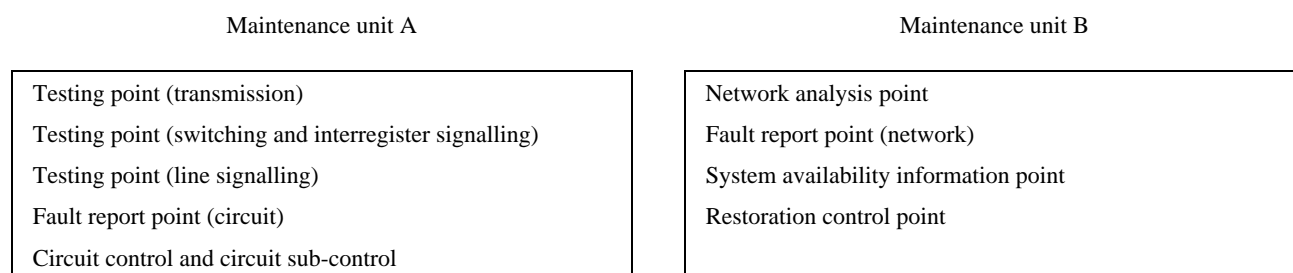 Maintenance unit A
Testing point (transmission)
Testing point (switching and interregister signalling)
Testing point (line signalling)
Fault report point (circuit)
Circuit control and circuit sub-control
Maintenance unit B
Network analysis point
Fault report point (network)
System availability information point
Restoration control point